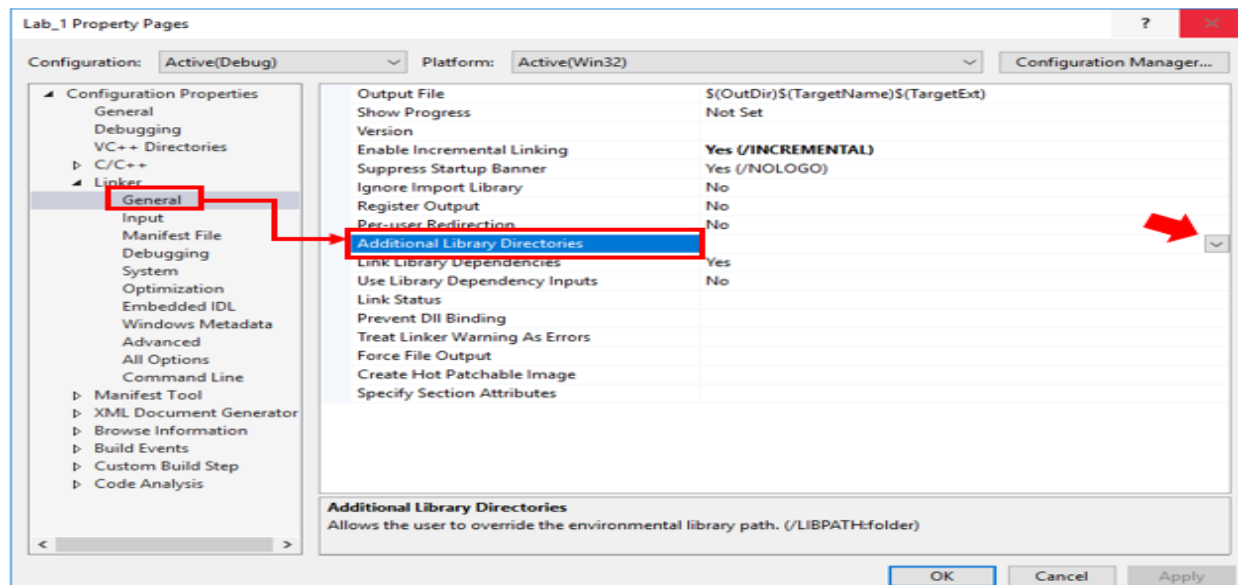 Lab_1 Property Pages
?
Configuration: Active(Debug) Platform: Active(Win32) Configuration Manager...
Configuration Properties
General
Debugging
VC++ Directories
C/C++
Linker
General
Input
Manifest File
Debugging
System
Optimization
Embedded IDL
Windows Metadata
Advanced
All Options
Command Line
Manifest Tool
XML Document Generator
Browse Information
Build Events
Custom Build Step
Code Analysis
Output File $(OutDir)$(TargetName)$(TargetExt)
Show Progress Not Set
Version
Enable Incremental Linking Yes (/INCREMENTAL)
Suppress Startup Banner Yes (/NOLOGO)
Ignore Import Library No
Register Output No
Per-user Redirection No
Additional Library Directories
Link Library Dependencies Yes
Use Library Dependency Inputs No
Link Status
Prevent Dll Binding
Treat Linker Warning As Errors
Force File Output
Create Hot Patchable Image
Specify Section Attributes
Additional Library Directories
Allows the user to override the environmental library path. (/LIBPATH:folder)
OK Cancel Apply